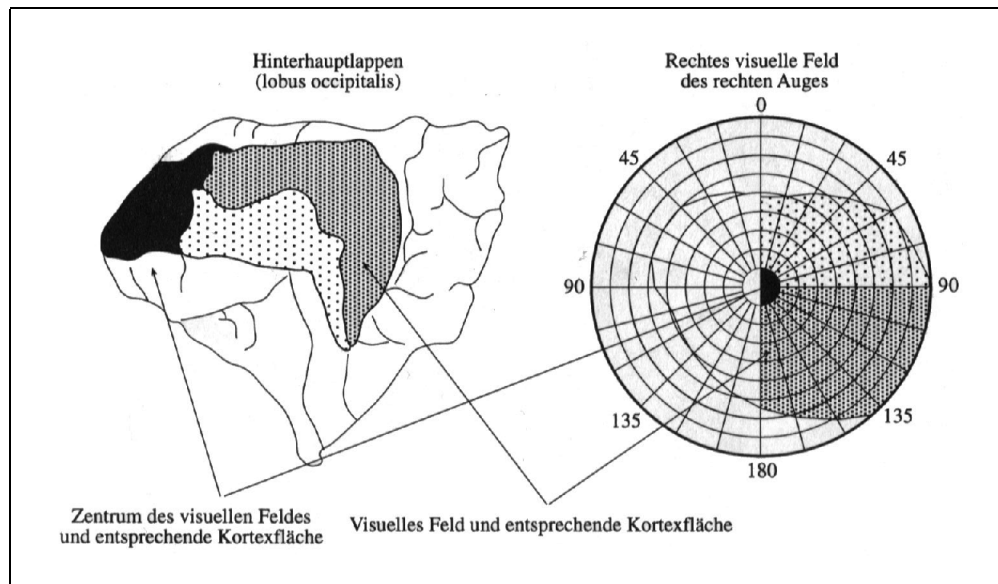 Hinterhauptlappen
(lobus occipitalis)
Rechtes visuelle Feld
des rechten Auges
0
45
45
90
90
135
135
180
Zentrum des visuellen Feldes
und entsprechende Kortexfläche
Visuelles Feld und entsprechende Kortexfläche